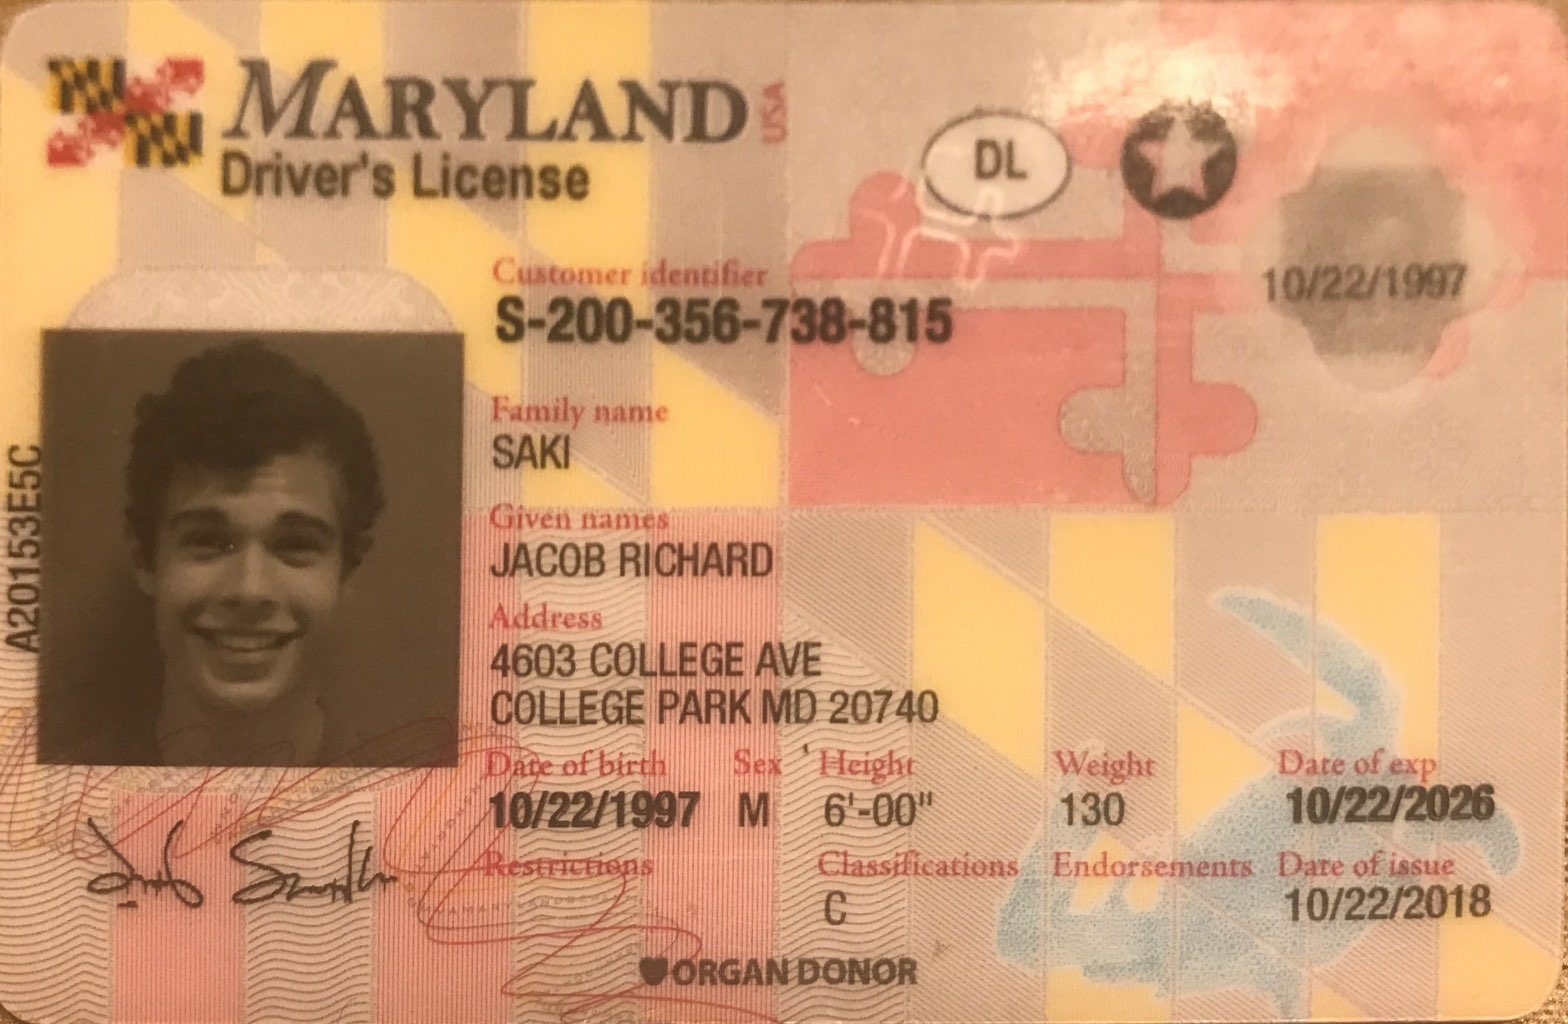 MARYLAND USA
Driver's License
DL
Customer identifier
S-200-356-738-815
10/22/1997
Family name
SAKI
Given names
JACOB RICHARD
Address
4603 COLLEGE AVE
COLLEGE PARK MD 20740
A20153E5C
Date of birth Sex Height Weight Date of exp
10/22/1997 M 6'-00" 130 10/22/2026
Restrictions Classifications Endorsements Date of issue
C 10/22/2018
ORGAN DONOR